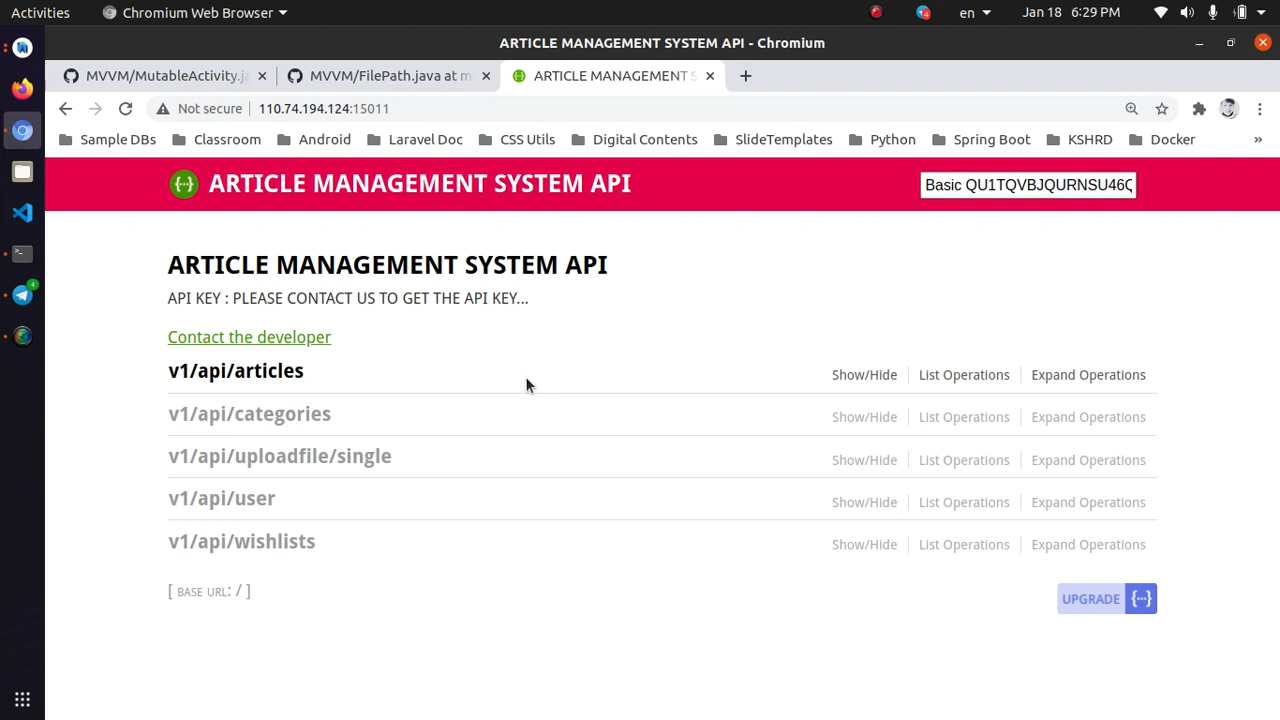 Activities Chromium Web Browser en Jan 18 6:29 PM
4
ARTICLE MANAGEMENT SYSTEM API - Chromium
MVVM/MutableActivity.ja MVVM/FilePath.java at m ARTICLE MANAGEMENT S
Not secure 110.74.194.124:15011
Sample DBs Classroom Android Laravel Doc CSS Utils Digital Contents SlideTemplates Python Spring Boot KSHRD Docker »
{···} ARTICLE MANAGEMENT SYSTEM API Basic QU1TQVBJQURNSU46Q
ARTICLE MANAGEMENT SYSTEM API
API KEY : PLEASE CONTACT US TO GET THE API KEY...
4
Contact the developer
v1/api/articles Show/Hide List Operations Expand Operations
v1/api/categories Show/Hide List Operations Expand Operations
v1/api/uploadfile/single Show/Hide List Operations Expand Operations
v1/api/user Show/Hide List Operations Expand Operations
v1/api/wishlists Show/Hide List Operations Expand Operations
[ BASE URL: / ]
UPGRADE {···}